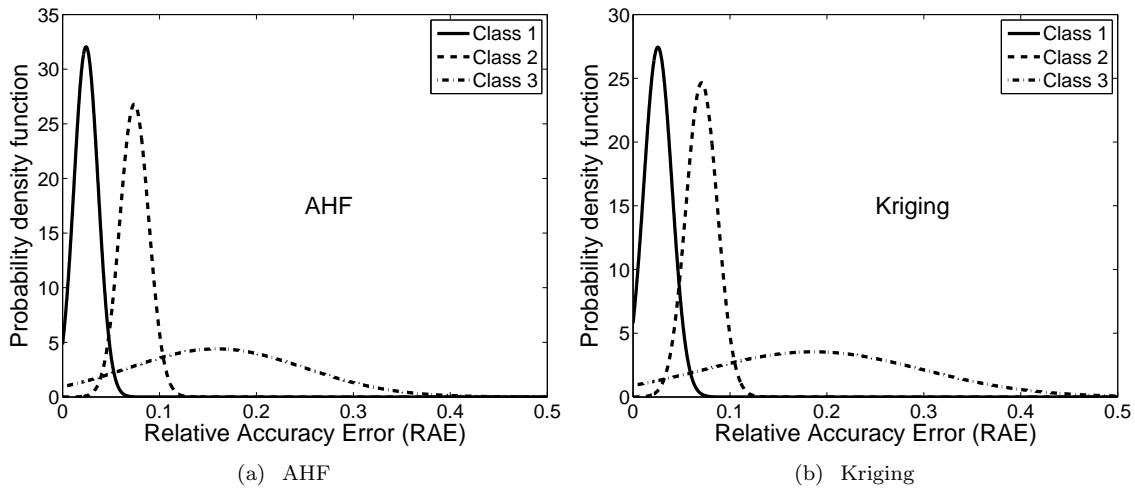 35
30
25
20
15
10
5
0
Probability density function
Class 1
Class 2
Class 3
AHF
0 0.1 0.2 0.3 0.4 0.5
Relative Accuracy Error (RAE)
(a) AHF
30
25
20
15
10
5
0
Probability density function
Class 1
Class 2
Class 3
Kriging
0 0.1 0.2 0.3 0.4 0.5
Relative Accuracy Error (RAE)
(b) Kriging